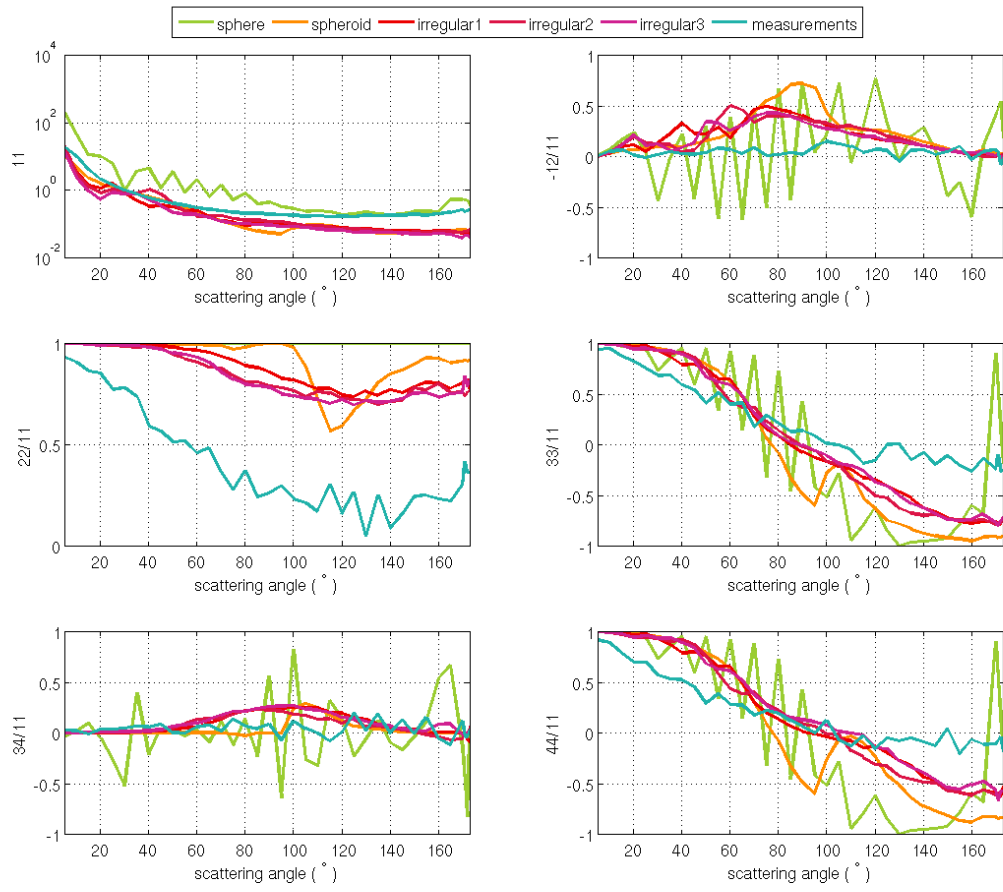 sphere spheroid irregular1 irregular2 irregular3 measurements
10^4
10^2
10^0
10^-2
11
20 40 60 80 100 120 140 160
scattering angle ( ° )
1
0.5
0
-0.5
-1
-12/11
20 40 60 80 100 120 140 160
scattering angle ( ° )
1
0.5
0
22/11
20 40 60 80 100 120 140 160
scattering angle ( ° )
1
0.5
0
-0.5
-1
33/11
20 40 60 80 100 120 140 160
scattering angle ( ° )
1
0.5
0
-0.5
-1
34/11
20 40 60 80 100 120 140 160
scattering angle ( ° )
1
0.5
0
-0.5
-1
44/11
20 40 60 80 100 120 140 160
scattering angle ( ° )